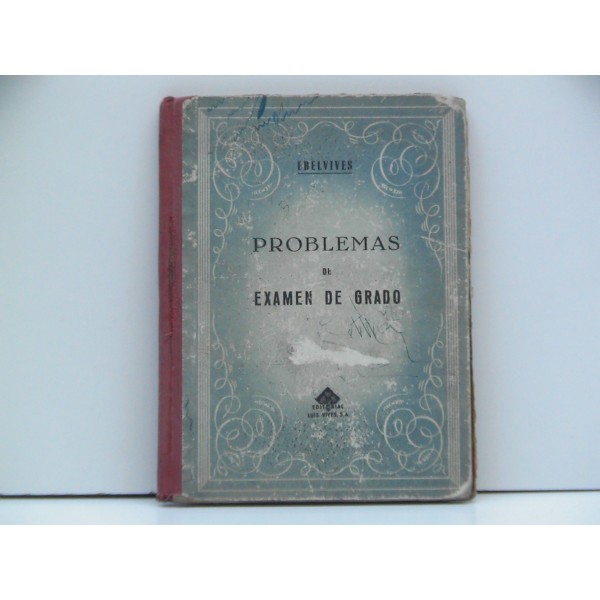 EDELVIVES
PROBLEMAS
DE
EXAMEN DE GRADO
EDITORIAL
LUIS VIVES, S.A.